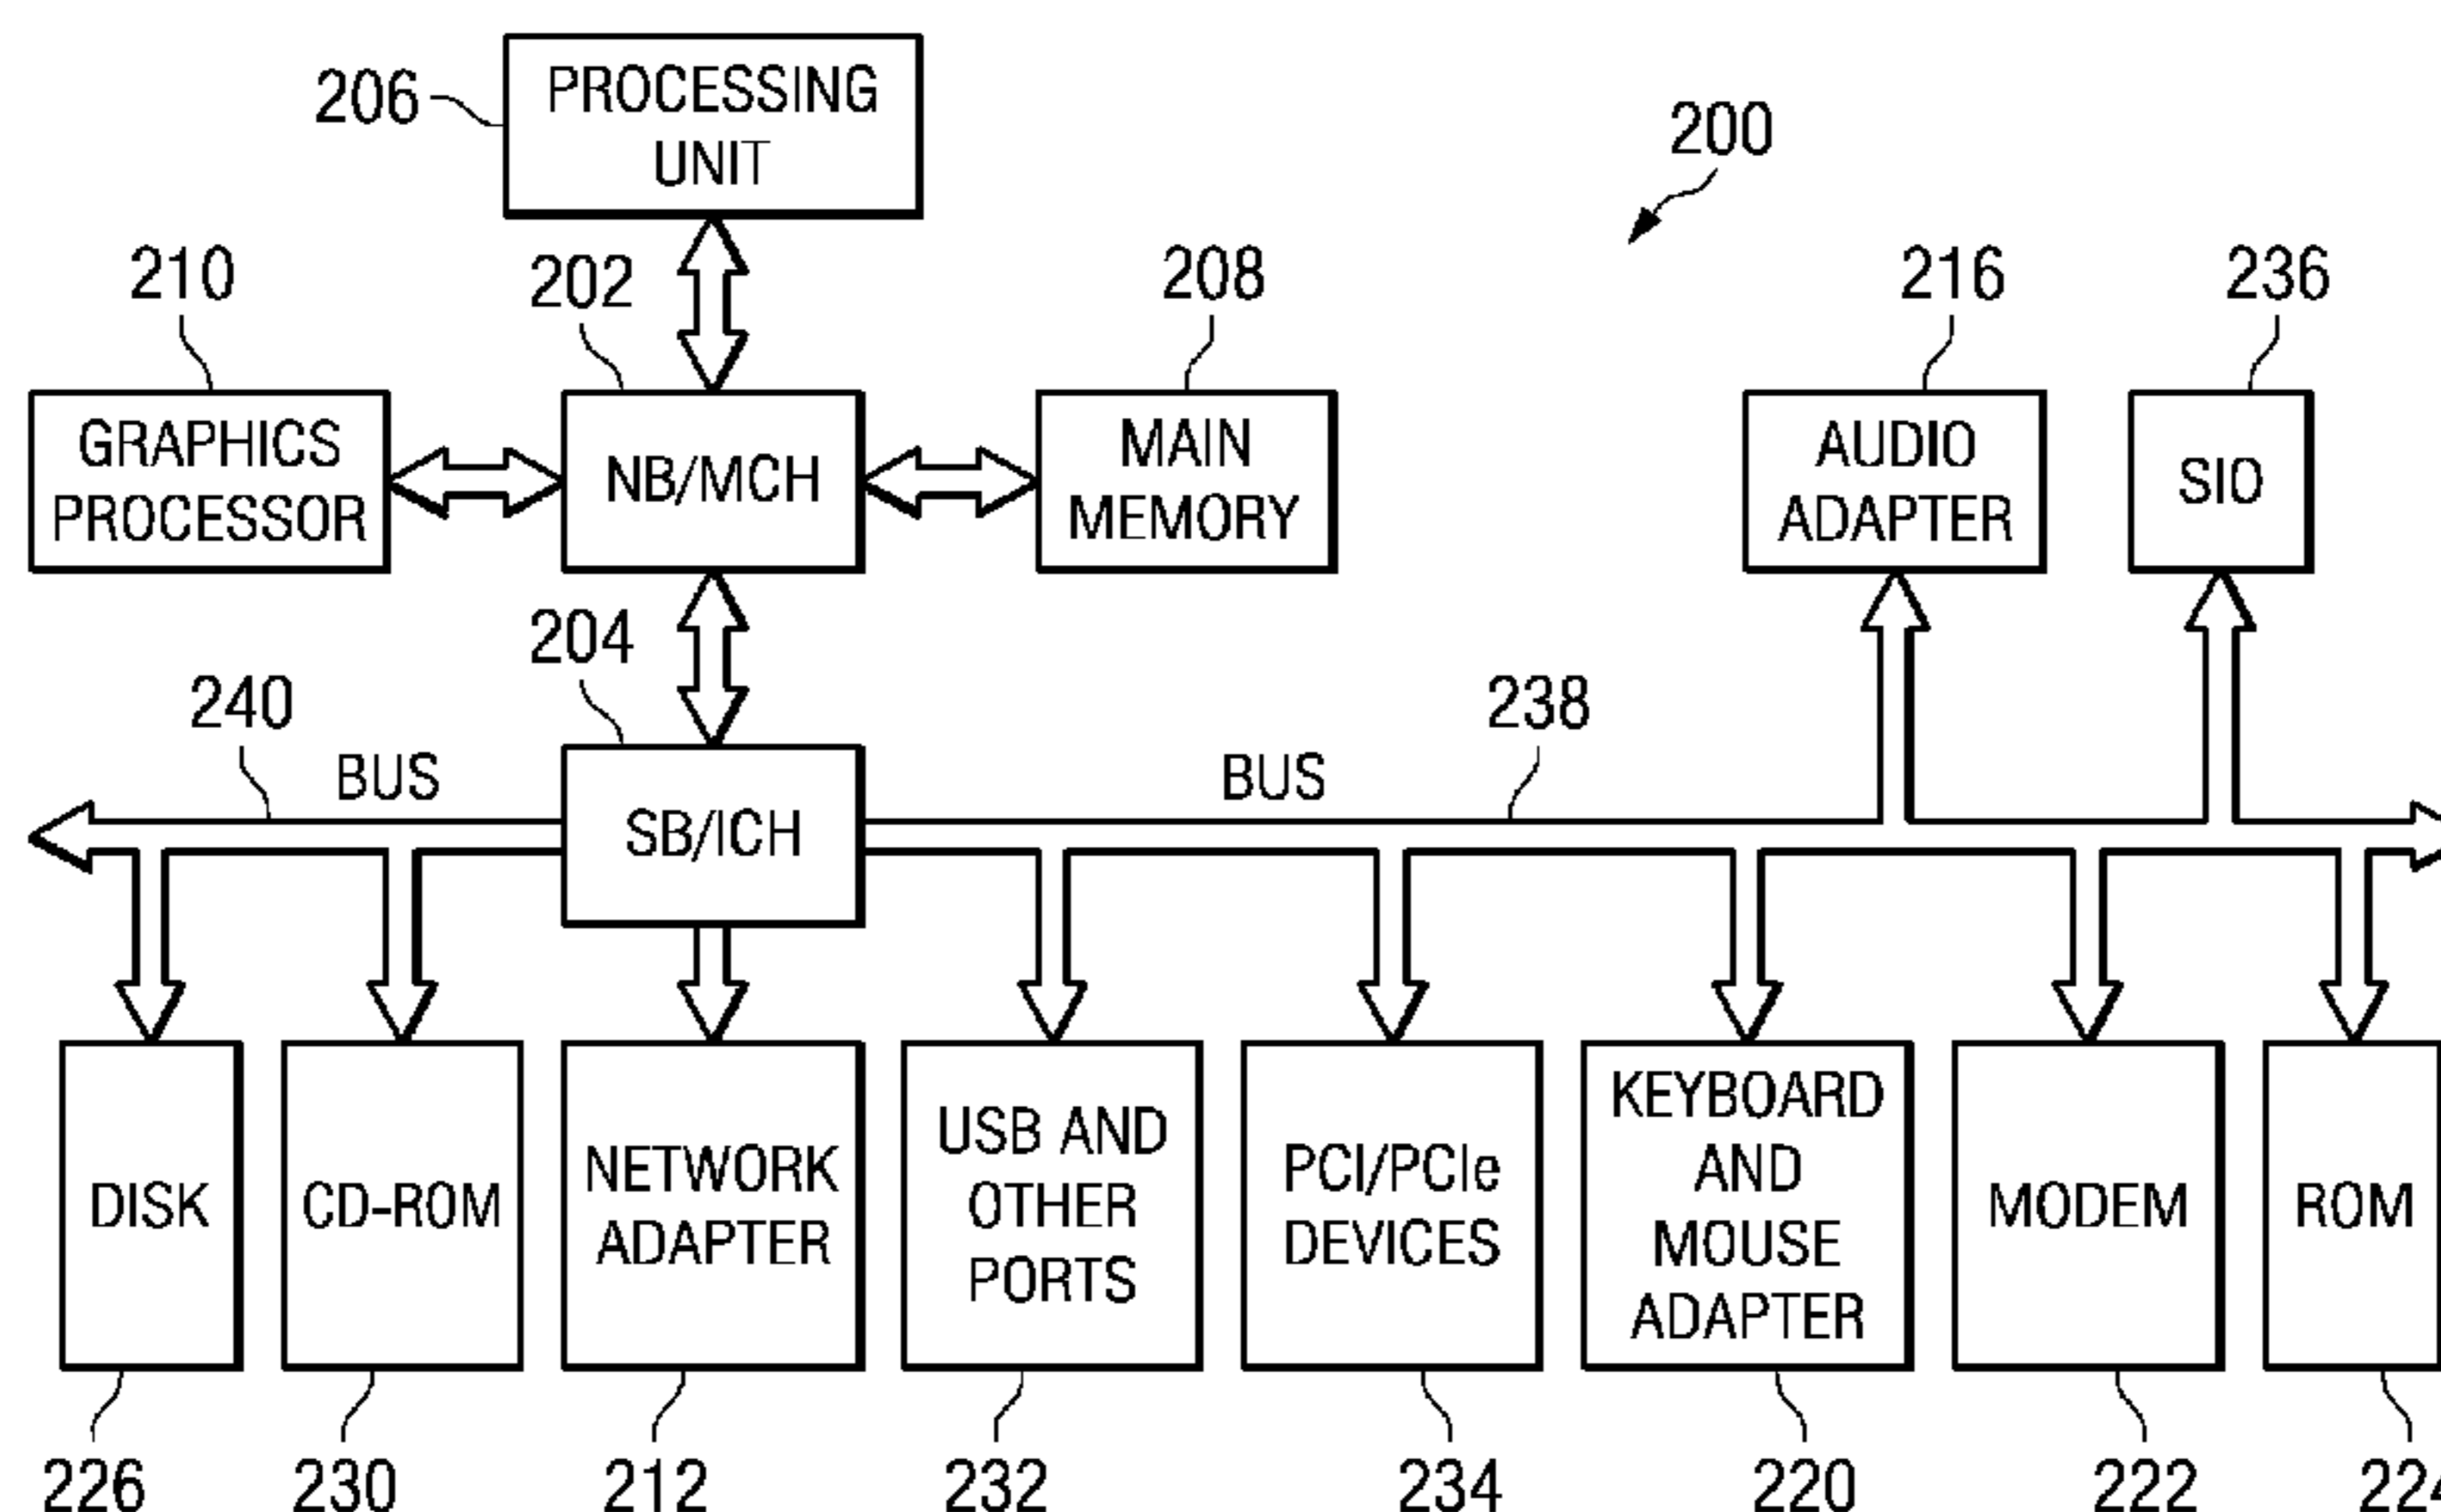 206
PROCESSING
UNIT
200
210
202
208
216
236
GRAPHICS
PROCESSOR
NB/MCH
MAIN
MEMORY
AUDIO
ADAPTER
SIO
204
240
BUS
SB/ICH
BUS
238
DISK
CD-ROM
NETWORK
ADAPTER
USB AND
OTHER
PORTS
PCI/PCIe
DEVICES
KEYBOARD
AND
MOUSE
ADAPTER
MODEM
ROM
226
230
212
232
234
220
222
224